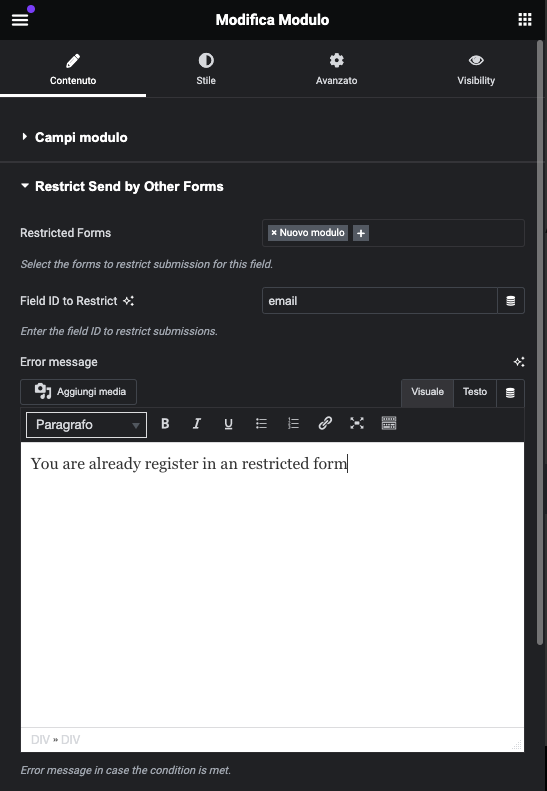 Modifica Modulo
Contenuto
Stile
Avanzato
Visibility
Campi modulo
Restrict Send by Other Forms
Restricted Forms
× Nuovo modulo +
Select the forms to restrict submission for this field.
Field ID to Restrict
email
Enter the field ID to restrict submissions.
Error message
Aggiungi media
Visuale
Testo
Paragrafo
B I U
You are already register in an restricted form
DIV » DIV
Error message in case the condition is met.